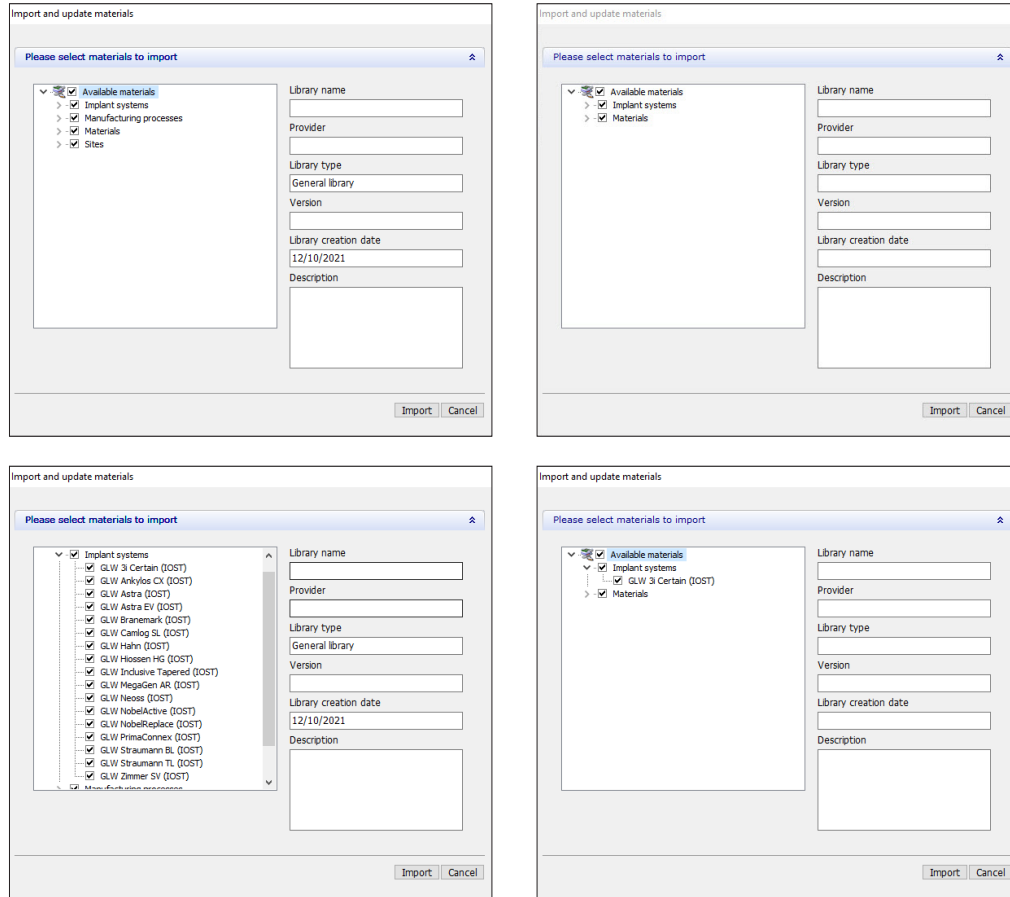 Import and update materials
Please select materials to import
Available materials
Implant systems
Manufacturing processes
Materials
Sites
Library name
Provider
Library type
General library
Version
Library creation date
12/10/2021
Description
Import Cancel
Import and update materials
Please select materials to import
Available materials
Implant systems
Materials
Library name
Provider
Library type
Version
Library creation date
Description
Import Cancel
Import and update materials
Please select materials to import
Implant systems
GLW 3i Certain (IOST)
GLW Ankylos CX (IOST)
GLW Astra (IOST)
GLW Astra EV (IOST)
GLW Branemark (IOST)
GLW Camlog SL (IOST)
GLW Hahn (IOST)
GLW Hiossen HG (IOST)
GLW Inclusive Tapered (IOST)
GLW MegaGen AR (IOST)
GLW Neoss (IOST)
GLW NobelActive (IOST)
GLW NobelReplace (IOST)
GLW PrimaConnex (IOST)
GLW Straumann BL (IOST)
GLW Straumann TL (IOST)
GLW Zimmer SV (IOST)
Manufacturing processes
Library name
Provider
Library type
General library
Version
Library creation date
12/10/2021
Description
Import Cancel
Import and update materials
Please select materials to import
Available materials
Implant systems
GLW 3i Certain (IOST)
Materials
Library name
Provider
Library type
Version
Library creation date
Description
Import Cancel